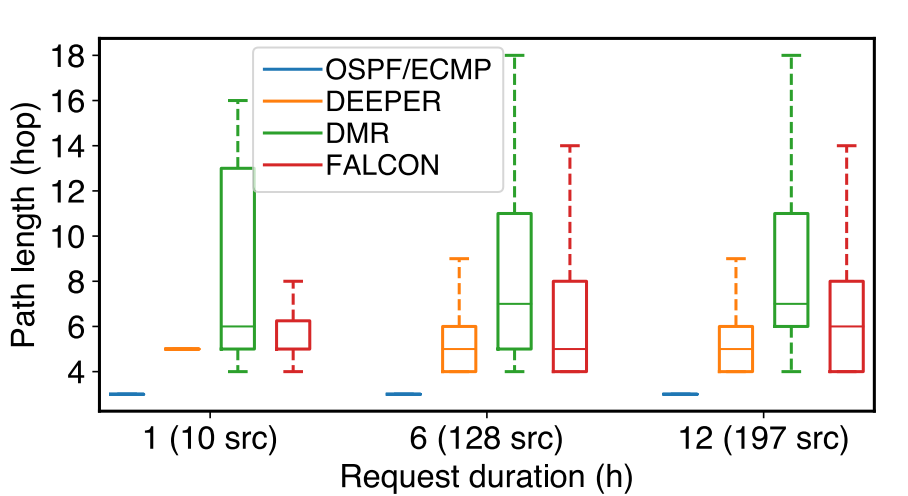 18
16
14
12
10
8
6
4
Path length (hop)
OSPF/ECMP
DEEPER
DMR
FALCON
1 (10 src)
6 (128 src)
12 (197 src)
Request duration (h)